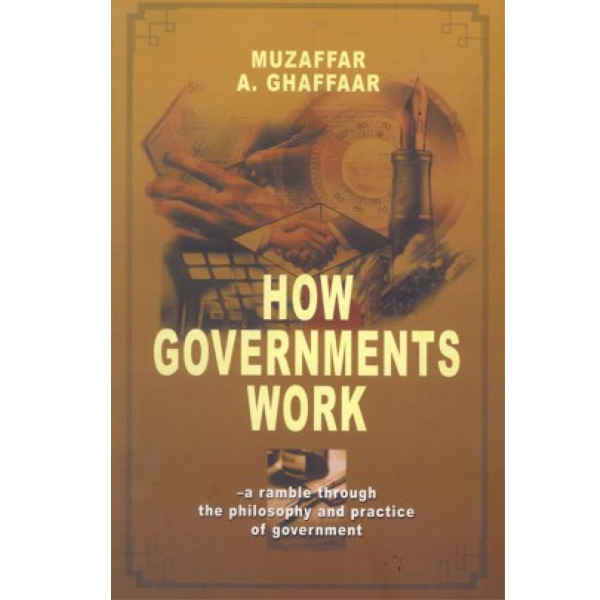 MUZAFFAR
A. GHAFFAAR
HOW
GOVERNMENTS
WORK
–a ramble through
the philosophy and practice
of government